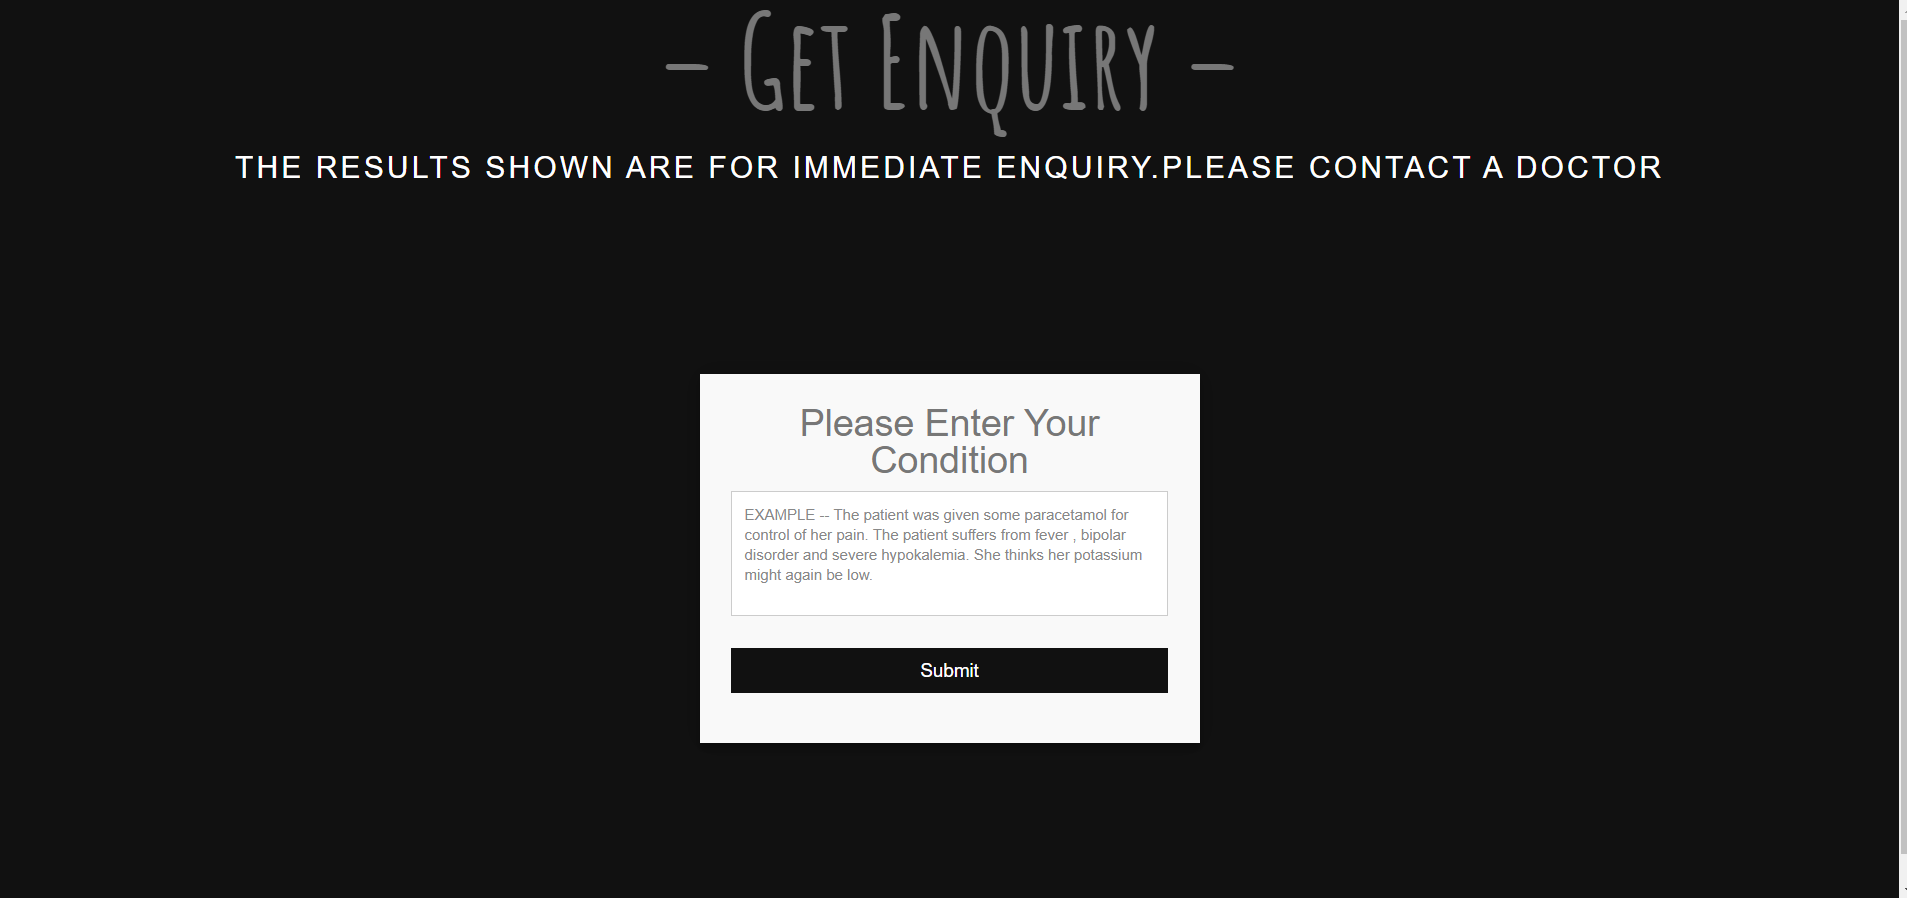 – Get Enquiry –
THE RESULTS SHOWN ARE FOR IMMEDIATE ENQUIRY.PLEASE CONTACT A DOCTOR
Please Enter Your
Condition
EXAMPLE -- The patient was given some paracetamol for
control of her pain. The patient suffers from fever , bipolar
disorder and severe hypokalemia. She thinks her potassium
might again be low.
Submit